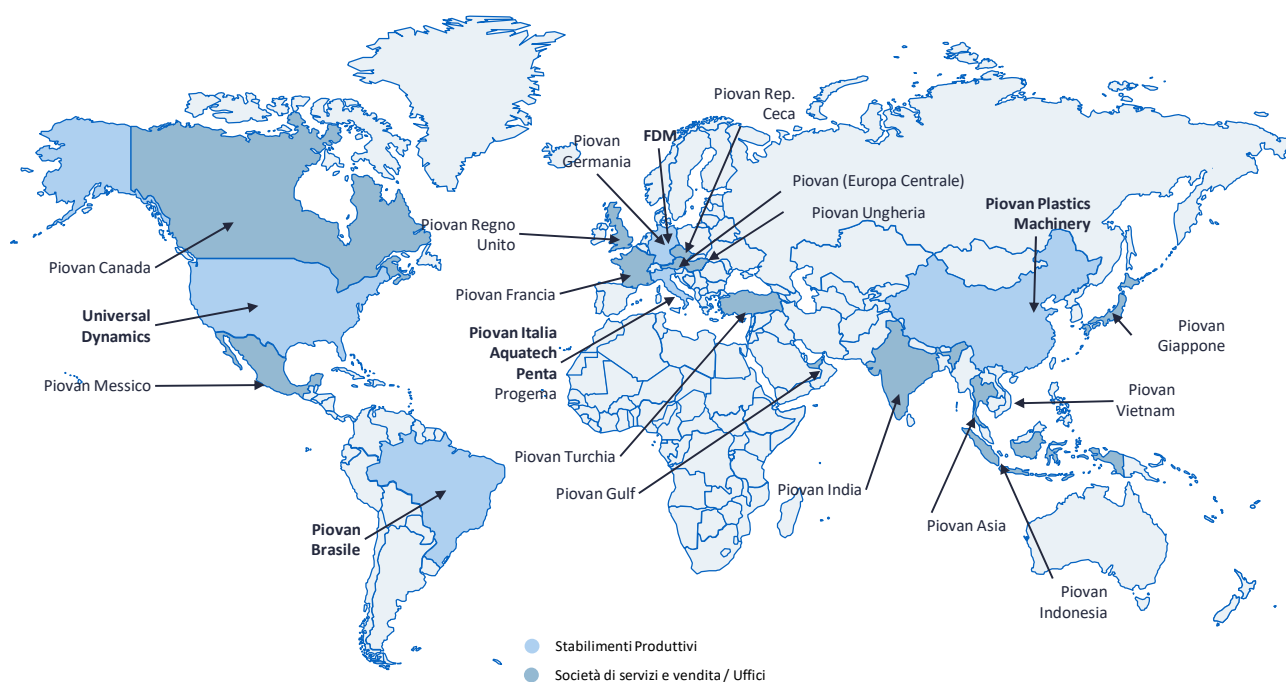 Piovan Rep.
Ceca
FDM
Piovan
Germania
Piovan (Europa Centrale)
Piovan Ungheria
Piovan Plastics
Machinery
Piovan Regno
Unito
Piovan Canada
Piovan Francia
Universal
Dynamics
Piovan Italia
Aquatech
Penta
Progema
Piovan
Giappone
Piovan Messico
Piovan
Vietnam
Piovan Turchia
Piovan Gulf
Piovan India
Piovan Asia
Piovan
Brasile
Piovan
Indonesia
Stabilimenti Produttivi
Società di servizi e vendita / Uffici